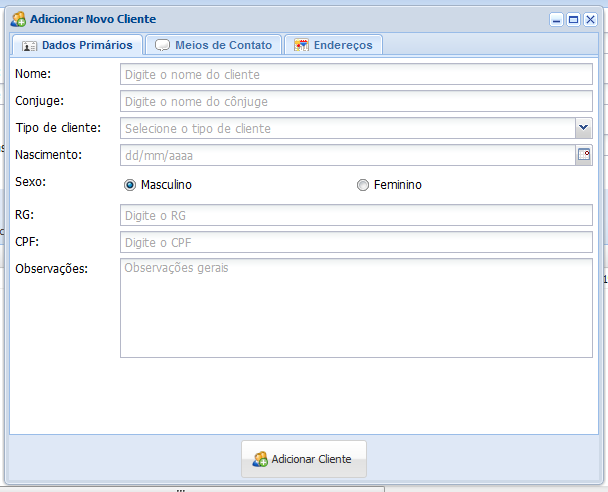 Adicionar Novo Cliente
Dados Primários Meios de Contato Endereços
Nome: Digite o nome do cliente
Conjuge: Digite o nome do cônjuge
Tipo de cliente: Selecione o tipo de cliente
Nascimento: dd/mm/aaaa
Sexo: Masculino Feminino
RG: Digite o RG
CPF: Digite o CPF
Observações: Observações gerais
Adicionar Cliente